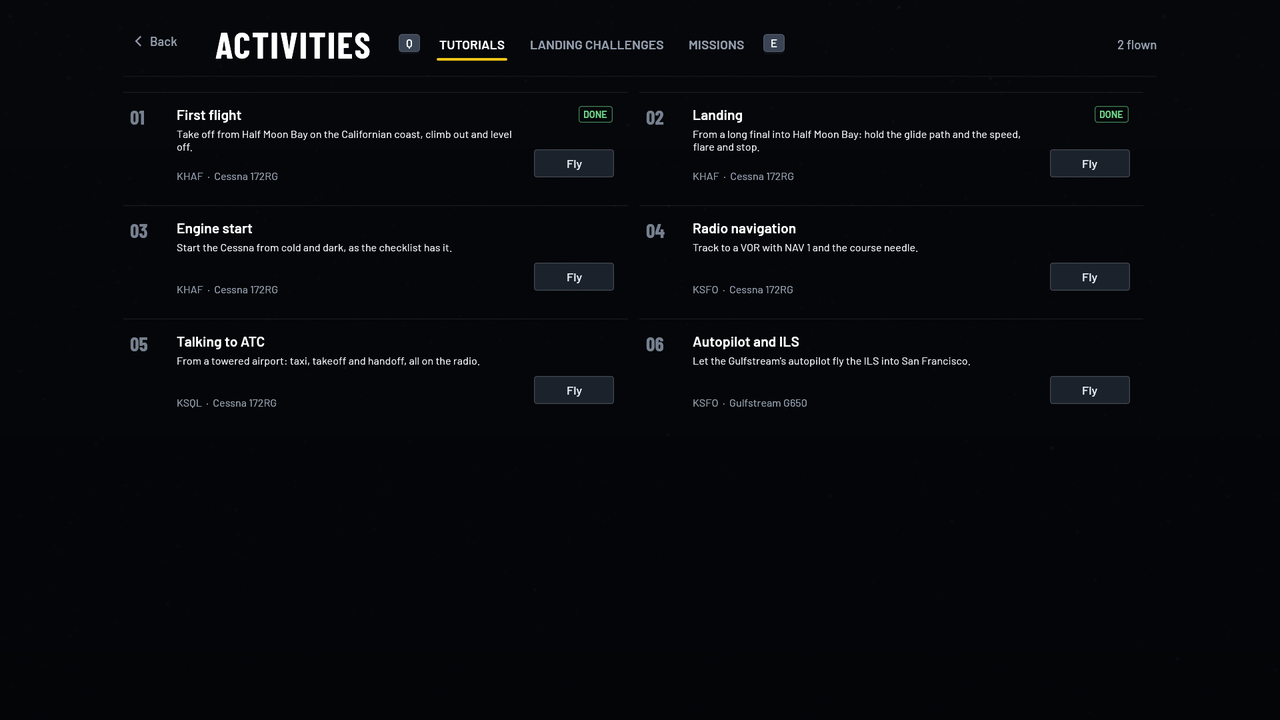 Back
ACTIVITIES
Q
TUTORIALS
LANDING CHALLENGES
MISSIONS
E
2 flown
01
First flight
DONE
Take off from Half Moon Bay on the Californian coast, climb out and level
off.
Fly
KHAF · Cessna 172RG
02
Landing
DONE
From a long final into Half Moon Bay: hold the glide path and the speed,
flare and stop.
Fly
KHAF · Cessna 172RG
03
Engine start
Start the Cessna from cold and dark, as the checklist has it.
Fly
KHAF · Cessna 172RG
04
Radio navigation
Track to a VOR with NAV 1 and the course needle.
Fly
KSFO · Cessna 172RG
05
Talking to ATC
From a towered airport: taxi, takeoff and handoff, all on the radio.
Fly
KSQL · Cessna 172RG
06
Autopilot and ILS
Let the Gulfstream's autopilot fly the ILS into San Francisco.
Fly
KSFO · Gulfstream G650